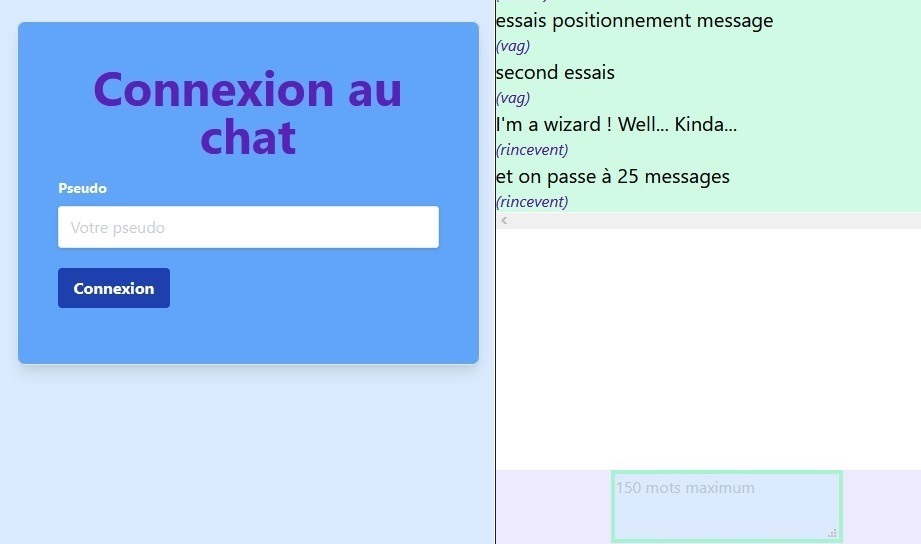 Connexion au
chat
Pseudo
Votre pseudo
Connexion
essais positionnement message
(vag)
second essais
(vag)
I'm a wizard ! Well... Kinda...
(rincevent)
et on passe à 25 messages
(rincevent)
150 mots maximum